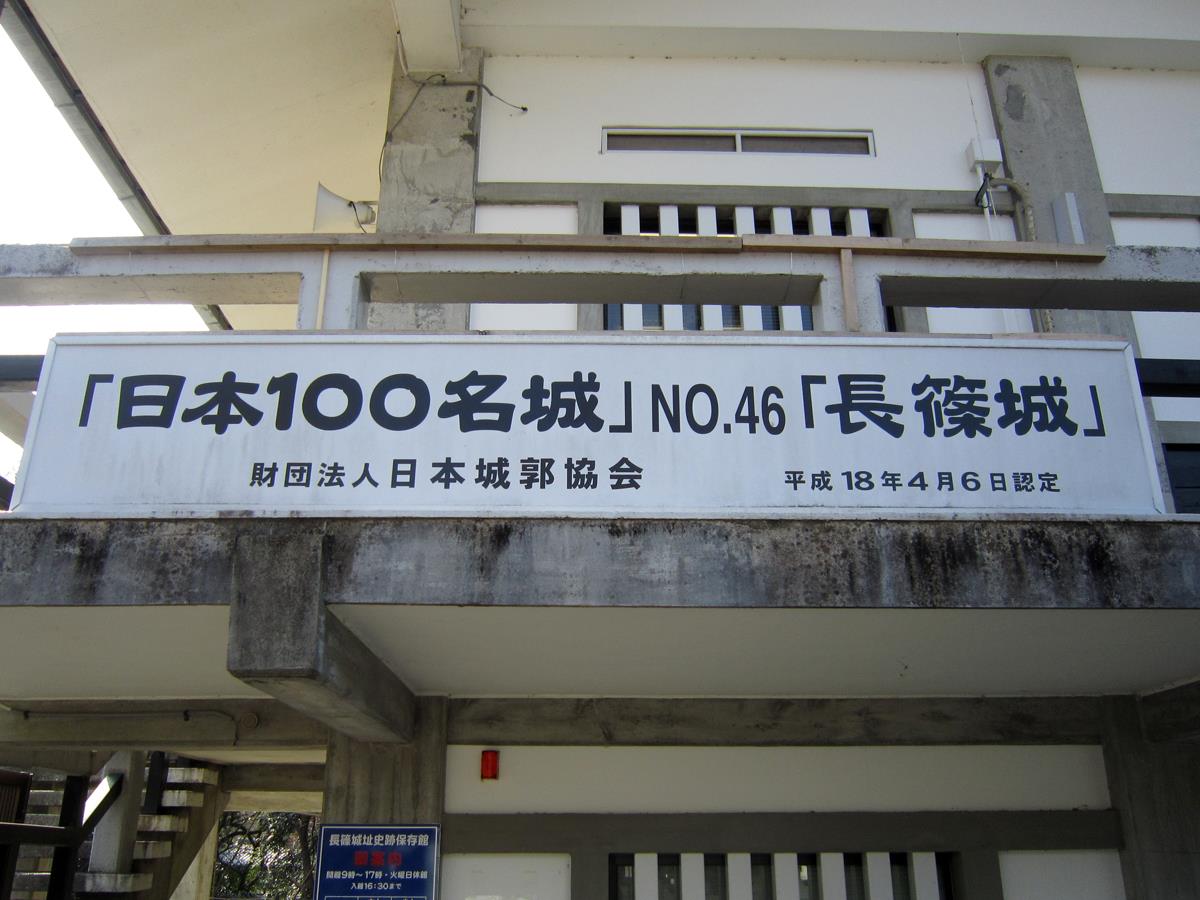 「日本100名城」NO.46「長篠城」
財団法人日本城郭協会 平成18年4月6日認定
長篠城址史跡保存館
開館9時〜17時・火曜日休館
入館16:30まで